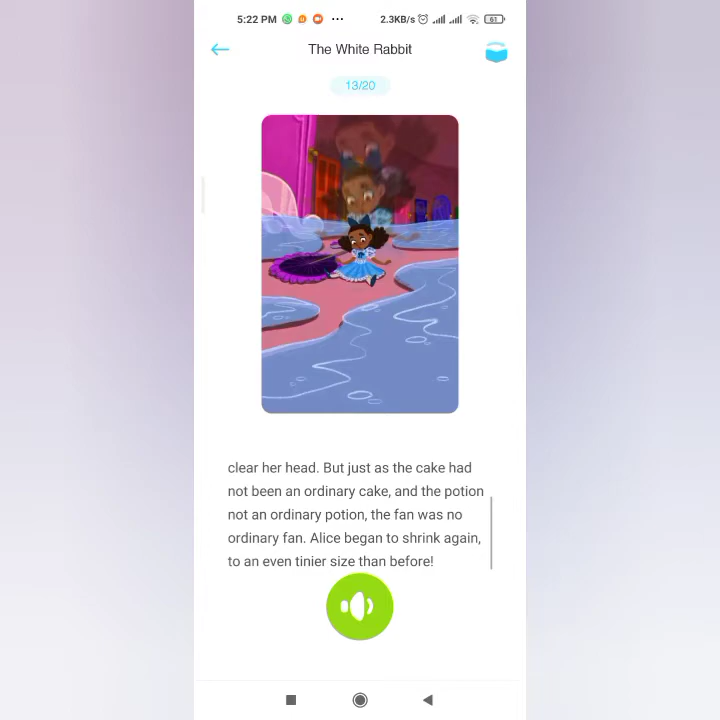 5:22 PM ... 2.3KB/s 61
The White Rabbit
13/20
clear her head. But just as the cake had
not been an ordinary cake, and the potion
not an ordinary potion, the fan was no
ordinary fan. Alice began to shrink again,
to an even tinier size than before!